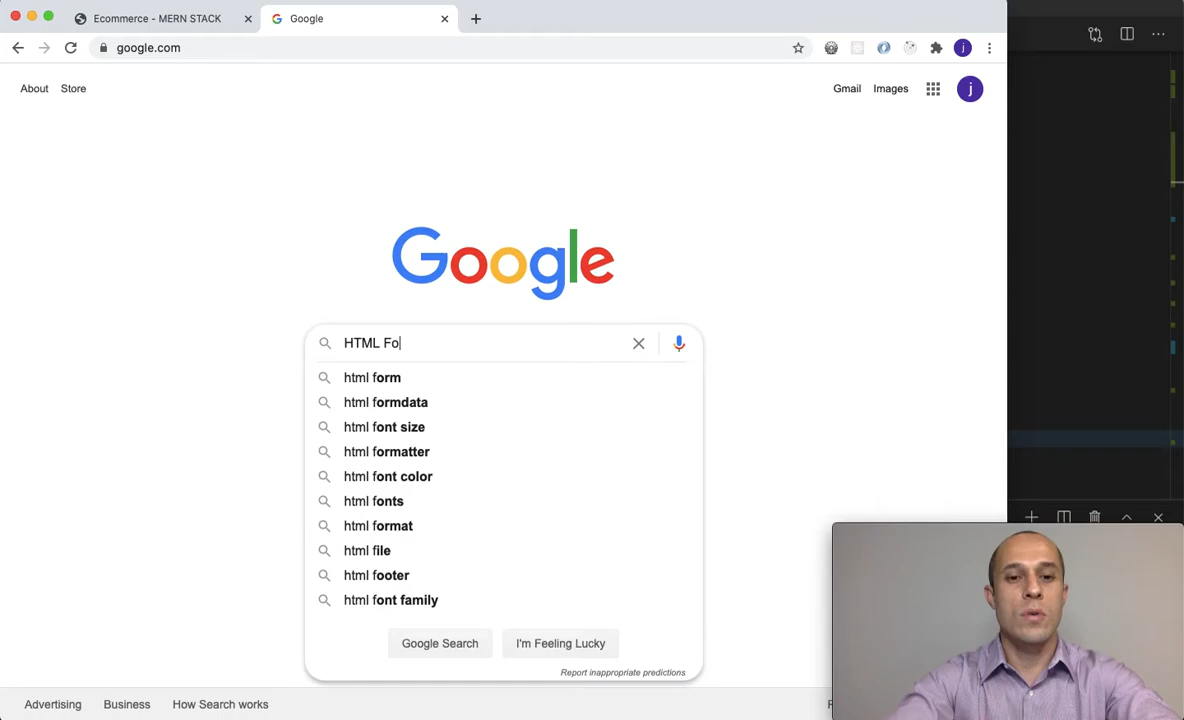 Ecommerce - MERN STACK
Google
google.com
j
About
Store
Gmail
Images
j
Google
HTML Fo
html form
html formdata
html font size
html formatter
html font color
html fonts
html format
html file
html footer
html font family
Google Search
I'm Feeling Lucky
Report inappropriate predictions
Advertising
Business
How Search works